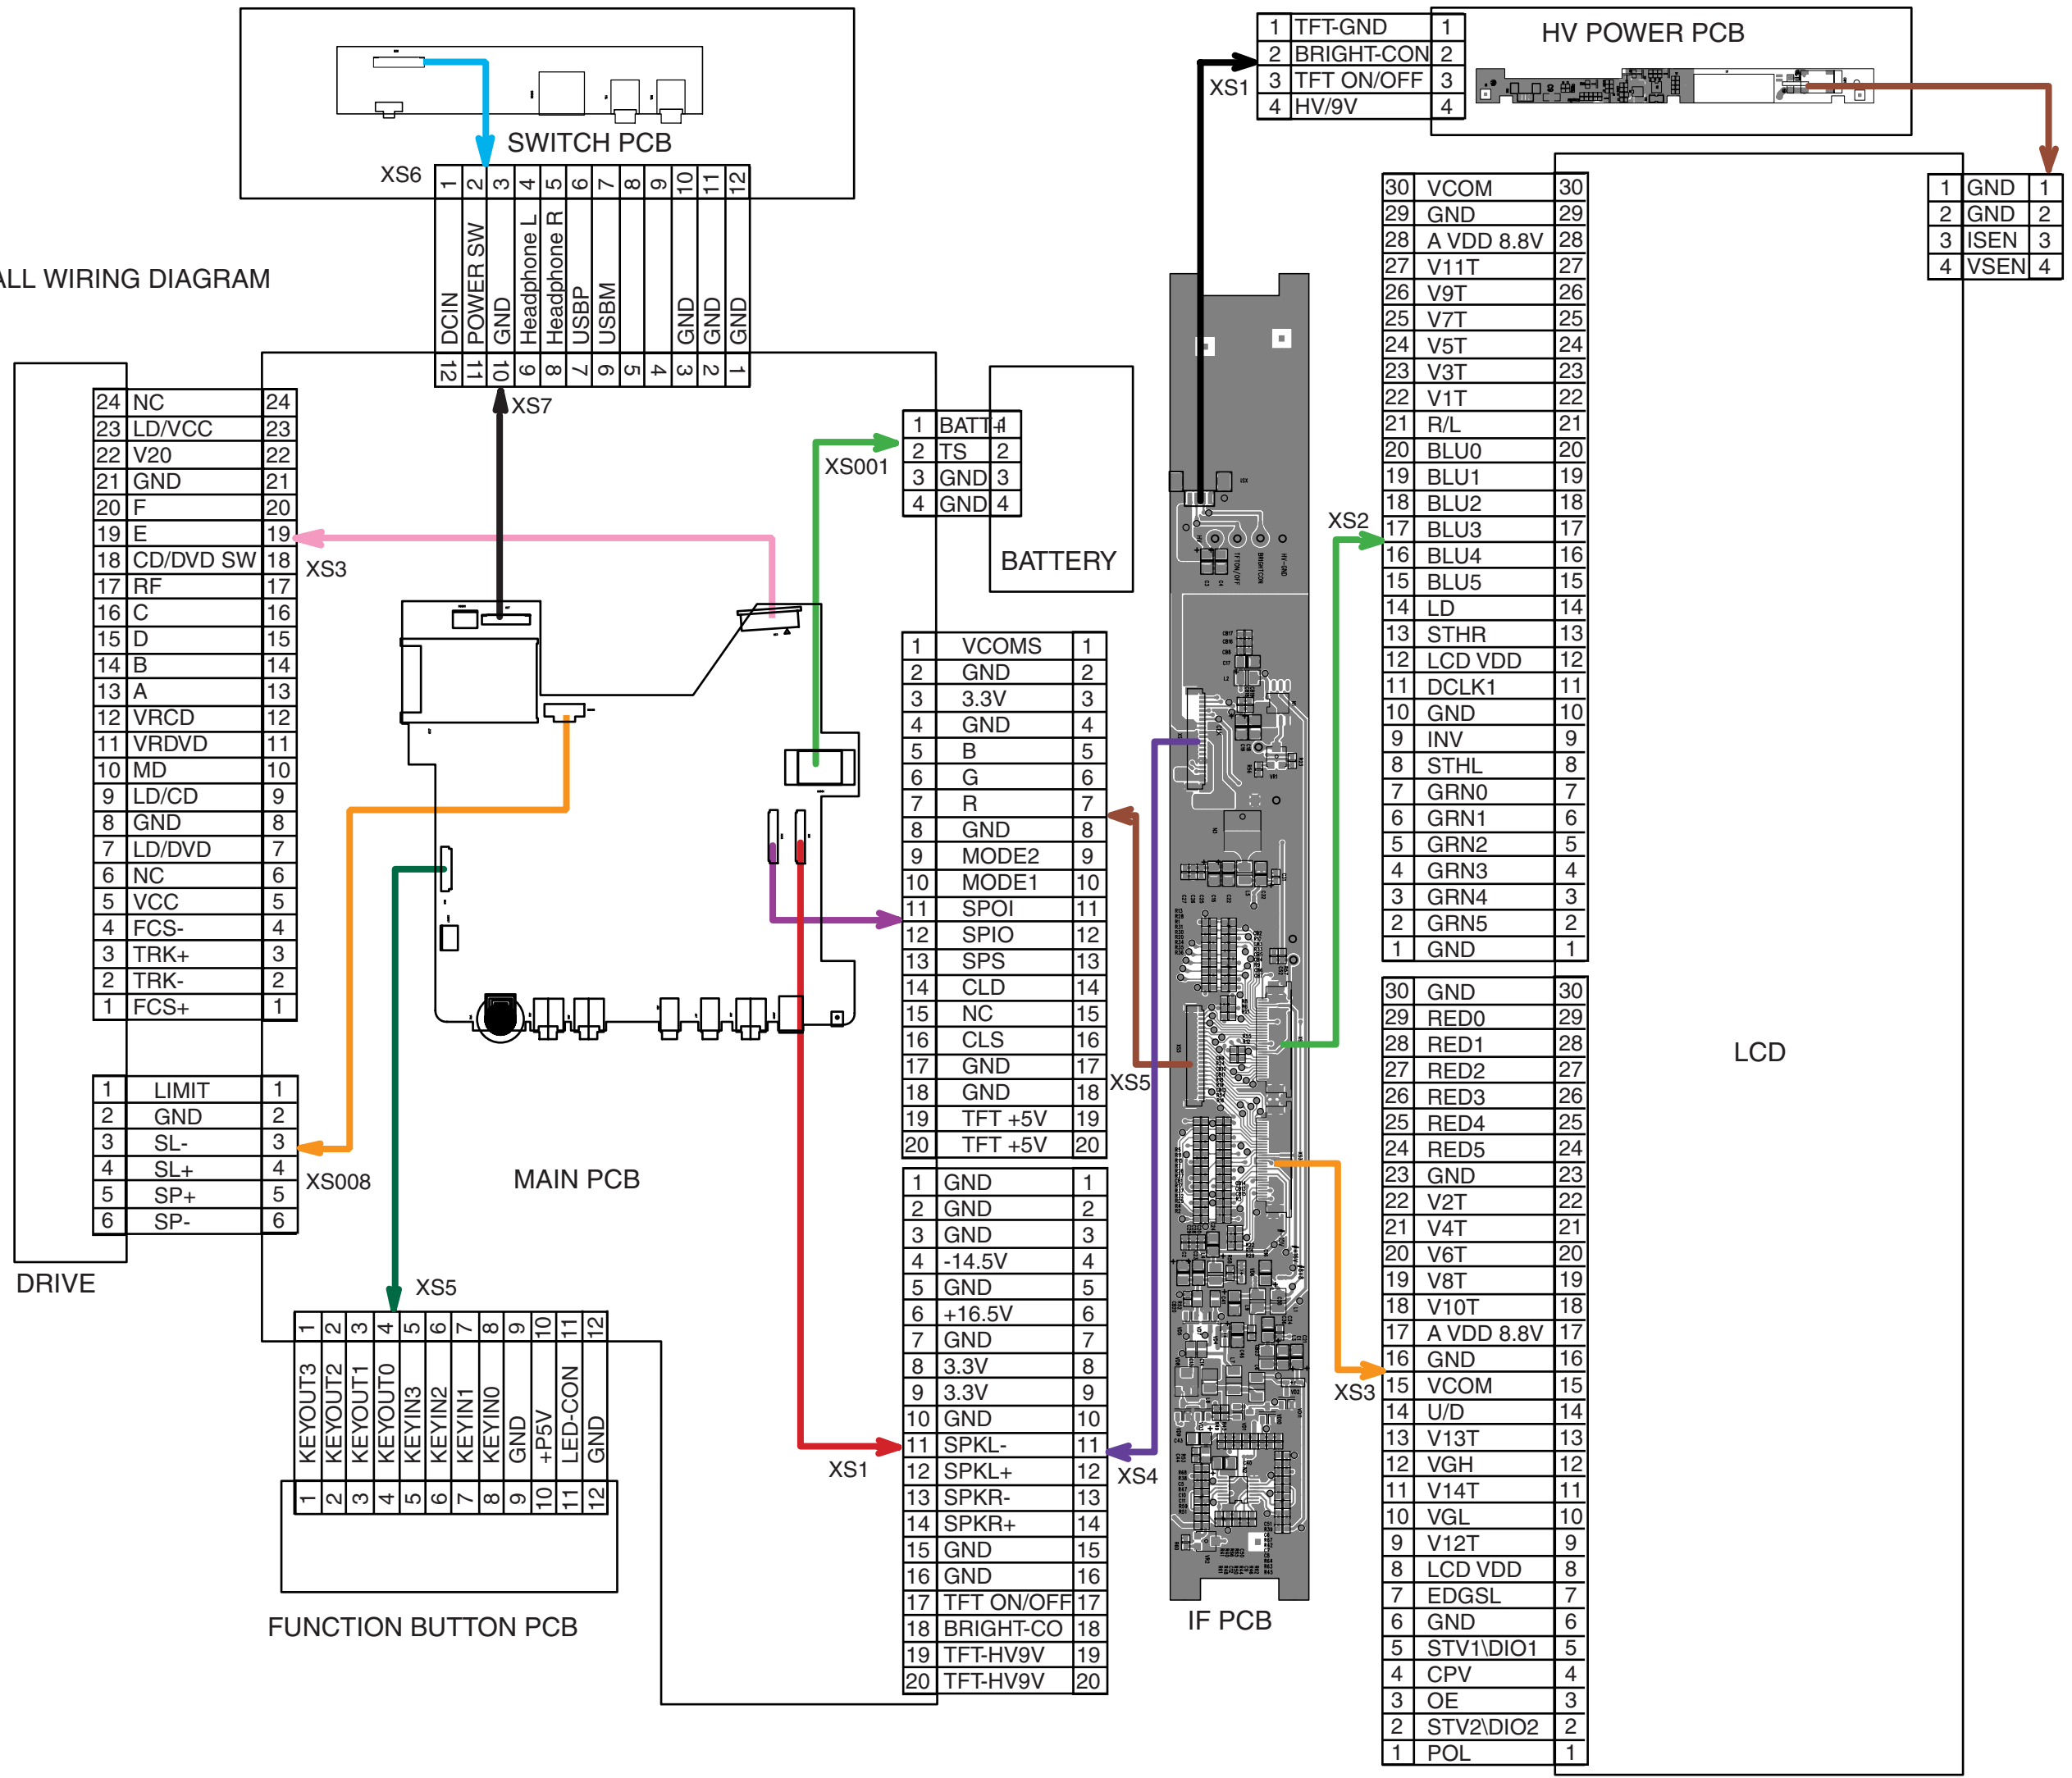 ALL WIRING DIAGRAM
SWITCH PCB
XS6
1 2 3 4 5 6 7 8 9 10 11 12
DCIN
POWER SW
GND
Headphone L
Headphone R
USBP
USBM
GND
GND
GND
12 11 10 9 8 7 6 5 4 3 2 1
XS7
24 NC 24
23 LD/VCC 23
22 V20 22
21 GND 21
20 F 20
19 E 19
18 CD/DVD SW 18
17 RF 17
16 C 16
15 D 15
14 B 14
13 A 13
12 VRCD 12
11 VRDVD 11
10 MD 10
9 LD/CD 9
8 GND 8
7 LD/DVD 7
6 NC 6
5 VCC 5
4 FCS- 4
3 TRK+ 3
2 TRK- 2
1 FCS+ 1
XS3
1 LIMIT 1
2 GND 2
3 SL- 3
4 SL+ 4
5 SP+ 5
6 SP- 6
XS008
DRIVE
MAIN PCB
XS5
1 2 3 4 5 6 7 8 9 10 11 12
KEYOUT3
KEYOUT2
KEYOUT1
KEYOUT0
KEYIN3
KEYIN2
KEYIN1
KEYIN0
GND
+P5V
LED-CON
GND
1 2 3 4 5 6 7 8 9 10 11 12
FUNCTION BUTTON PCB
XS001
1 BATT+ 1
2 TS 2
3 GND 3
4 GND 4
BATTERY
1 VCOMS 1
2 GND 2
3 3.3V 3
4 GND 4
5 B 5
6 G 6
7 R 7
8 GND 8
9 MODE2 9
10 MODE1 10
11 SPOI 11
12 SPIO 12
13 SPS 13
14 CLD 14
15 NC 15
16 CLS 16
17 GND 17
18 GND 18
19 TFT +5V 19
20 TFT +5V 20
XS5
1 GND 1
2 GND 2
3 GND 3
4 -14.5V 4
5 GND 5
6 +16.5V 6
7 GND 7
8 3.3V 8
9 3.3V 9
10 GND 10
11 SPKL- 11
12 SPKL+ 12
13 SPKR- 13
14 SPKR+ 14
15 GND 15
16 GND 16
17 TFT ON/OFF 17
18 BRIGHT-CO 18
19 TFT-HV9V 19
20 TFT-HV9V 20
XS1
XS4
IF PCB
HV
TFTON/OFF
BRIGHTCON
HV-GND
XS1
1 TFT-GND 1
2 BRIGHT-CON 2
3 TFT ON/OFF 3
4 HV/9V 4
HV POWER PCB
1 GND 1
2 GND 2
3 ISEN 3
4 VSEN 4
XS2
30 VCOM 30
29 GND 29
28 A VDD 8.8V 28
27 V11T 27
26 V9T 26
25 V7T 25
24 V5T 24
23 V3T 23
22 V1T 22
21 R/L 21
20 BLU0 20
19 BLU1 19
18 BLU2 18
17 BLU3 17
16 BLU4 16
15 BLU5 15
14 LD 14
13 STHR 13
12 LCD VDD 12
11 DCLK1 11
10 GND 10
9 INV 9
8 STHL 8
7 GRN0 7
6 GRN1 6
5 GRN2 5
4 GRN3 4
3 GRN4 3
2 GRN5 2
1 GND 1
XS3
30 GND 30
29 RED0 29
28 RED1 28
27 RED2 27
26 RED3 26
25 RED4 25
24 RED5 24
23 GND 23
22 V2T 22
21 V4T 21
20 V6T 20
19 V8T 19
18 V10T 18
17 A VDD 8.8V 17
16 GND 16
15 VCOM 15
14 U/D 14
13 V13T 13
12 VGH 12
11 V14T 11
10 VGL 10
9 V12T 9
8 LCD VDD 8
7 EDGSL 7
6 GND 6
5 STV1\DIO1 5
4 CPV 4
3 OE 3
2 STV2\DIO2 2
1 POL 1
LCD